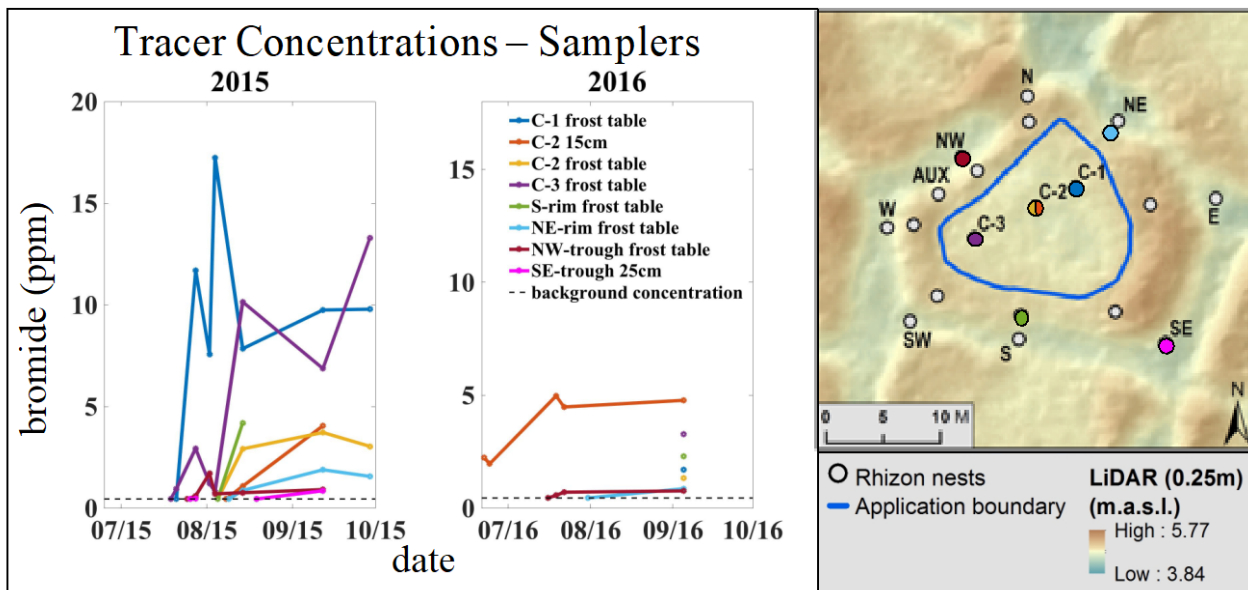 Tracer Concentrations – Samplers
2015
2016
bromide (ppm)
20
15
10
5
0
07/15
08/15
09/15
10/15
15
10
5
0
07/16
08/16
09/16
10/16
date
C-1 frost table
C-2 15cm
C-2 frost table
C-3 frost table
S-rim frost table
NE-rim frost table
NW-trough frost table
SE-trough 25cm
background concentration
N
NE
NW
AUX
C-1
C-2
W
E
C-3
SW
S
SE
0 5 10 M
N
Rhizon nests
Application boundary
LiDAR (0.25m)
(m.a.s.l.)
High : 5.77
Low : 3.84